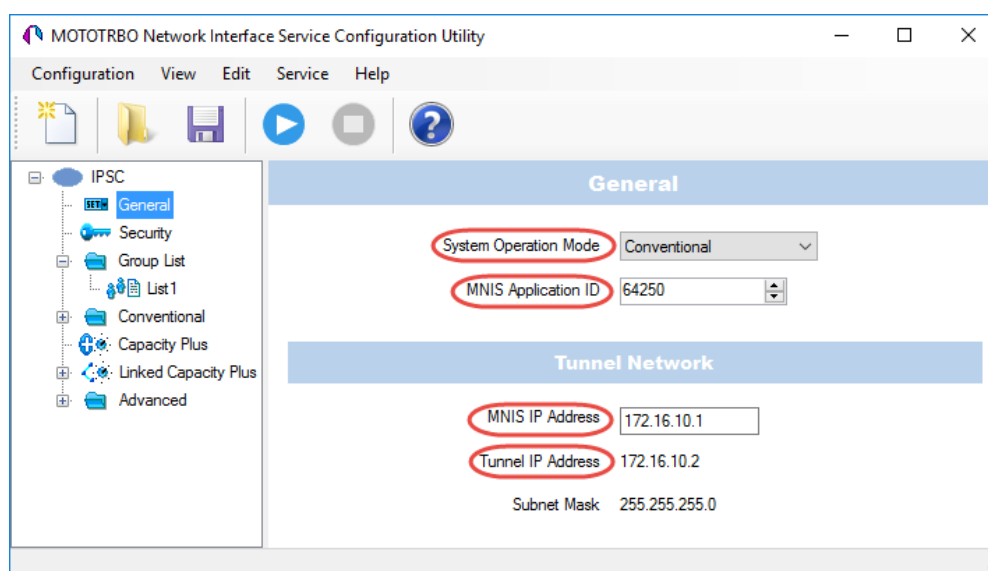 MOTOTRBO Network Interface Service Configuration Utility
Configuration View Edit Service Help
?
IPSC
SET
General
Security
Group List
List1
Conventional
Capacity Plus
Linked Capacity Plus
Advanced
General
System Operation Mode Conventional
MNIS Application ID 64250
Tunnel Network
MNIS IP Address 172.16.10.1
Tunnel IP Address 172.16.10.2
Subnet Mask 255.255.255.0